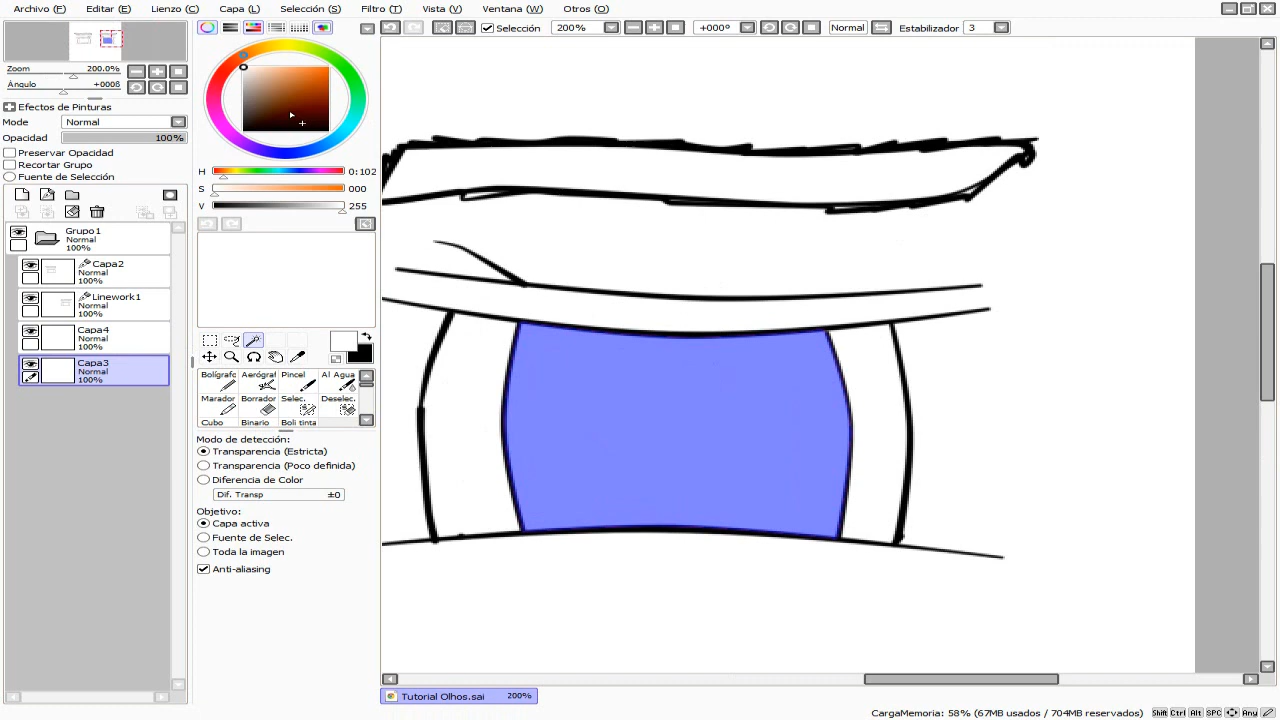 Archivo (F) Editar (E) Lienzo (C) Capa (L) Selección (S) Filtro (T) Vista (V) Ventana (W) Otros (O)
Selección 200% +000º Normal Estabilizador 3
Zoom 200.0%
Ángulo +000ß
Efectos de Pinturas
Mode Normal
Opacidad 100%
Preservar Opacidad
Recortar Grupo
Fuente de Selección
Grupo1
Normal
100%
Capa2
Normal
100%
Linework1
Normal
100%
Capa4
Normal
100%
Capa3
Normal
100%
H 0:102
S 000
V 255
Bolígrafo Aerógraf Pincel Al Agua
Marador Borrador Selec. Deselec.
Cubo Binario Boli tinta
Modo de detección:
Transparencia (Estricta)
Transparencia (Poco definida)
Diferencia de Color
Dif. Transp ±0
Objetivo:
Capa activa
Fuente de Selec.
Toda la imagen
Anti-aliasing
Tutorial Olhos.sai 200%
CargaMemoria: 58% (67MB usados / 704MB reservados) Shift Ctrl Alt SPC Any